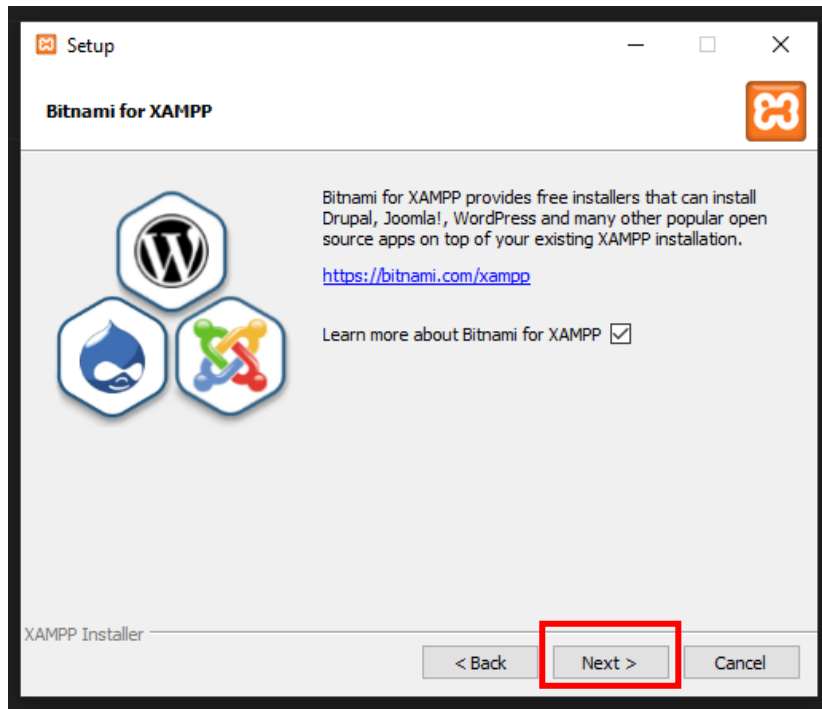 Setup
Bitnami for XAMPP
Bitnami for XAMPP provides free installers that can install
Drupal, Joomla!, WordPress and many other popular open
source apps on top of your existing XAMPP installation.
https://bitnami.com/xampp
Learn more about Bitnami for XAMPP
XAMPP Installer
< Back Next > Cancel